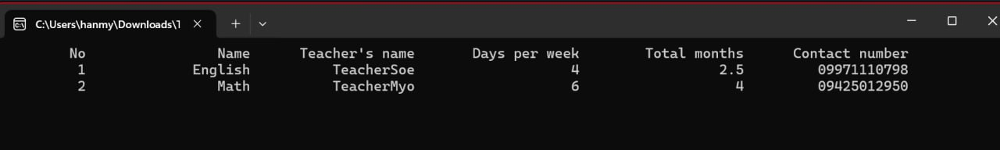 C:\Users\hanmy\Downloads\1
No Name Teacher's name Days per week Total months Contact number
1 English TeacherSoe 4 2.5 09971110798
2 Math TeacherMyo 6 4 09425012950